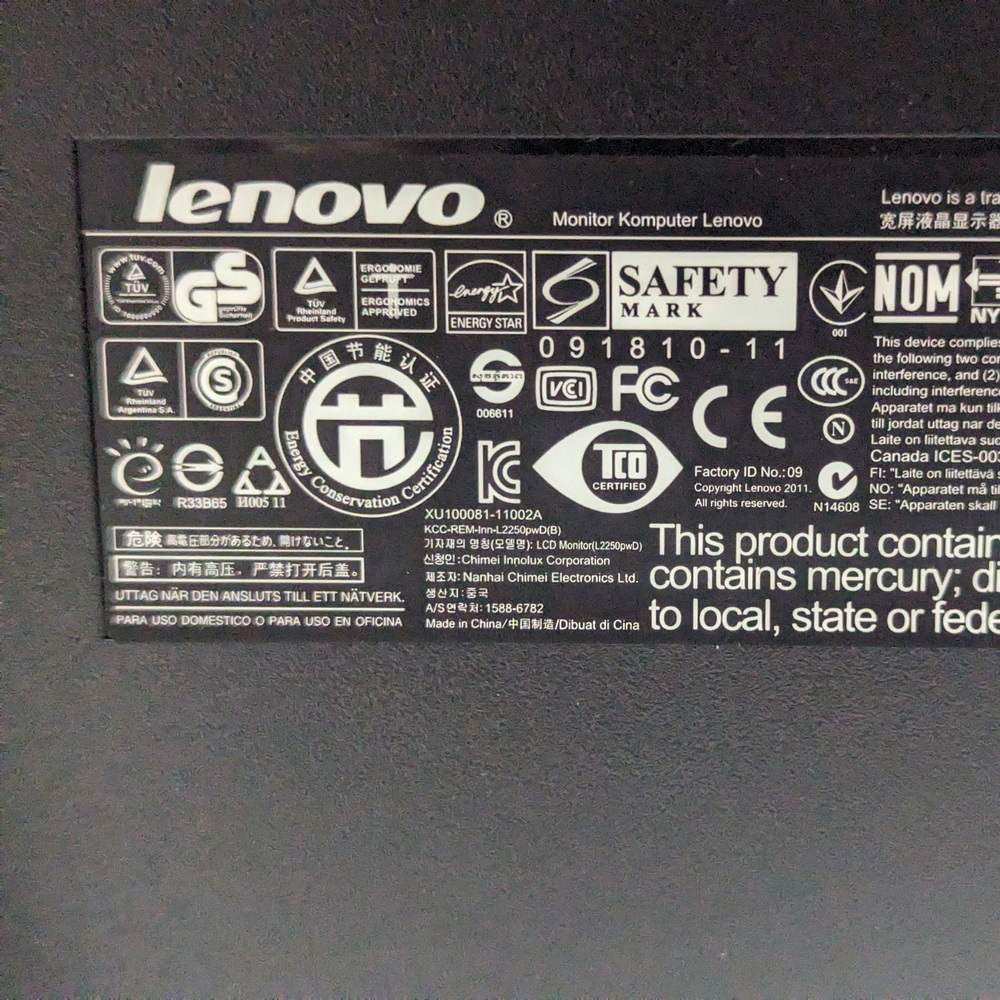 lenovo ®
Monitor Komputer Lenovo
Lenovo is a tra
宽屏液晶显示器
www.tuv.com
TÜV
GS
geprüfte
Sicherheit
TÜV
Rheinland
Product Safety
ERGONOMIE
GEPRÜFT
ERGONOMICS
APPROVED
energy
ENERGY STAR
S
SAFETY
MARK
091810-11
001
NOM
NY
TÜV
Rheinland
Argentina S.A.
S
中国节能认证
Energy Conservation Certification
006611
VCI
FC
CE
CCC
S&E
N
This device complies
the following two con
interference, and (2)
including interference
Apparatet ma kun till
till jordat uttag nar de
Laite on liitettava suo
Canada ICES-003
FI: "Laite on liitettävä s
NO: "Apparatet må ti
SE: "Apparaten skall
R33B65
H005 11
TCO
CERTIFIED
Factory ID No.:09
Copyright Lenovo 2011.
All rights reserved.
N14608
XU100081-11002A
KCC-REM-Inn-L2250pwD(B)
기자재의 명칭(모델명): LCD Monitor(L2250pwD)
신청인:Chimei Innolux Corporation
제조자: Nanhai Chimei Electronics Ltd.
생산지:중국
A/S연락처: 1588-6782
Made in China/中国制造/Dibuat di Cina
危険 高電圧部分があるため、開けないこと。
警告: 内有高压，严禁打开后盖。
UTTAG NÄR DEN ANSLUTS TILL ETT NÄTVERK.
PARA USO DOMESTICO O PARA USO EN OFICINA
This product contain
contains mercury; di
to local, state or fede